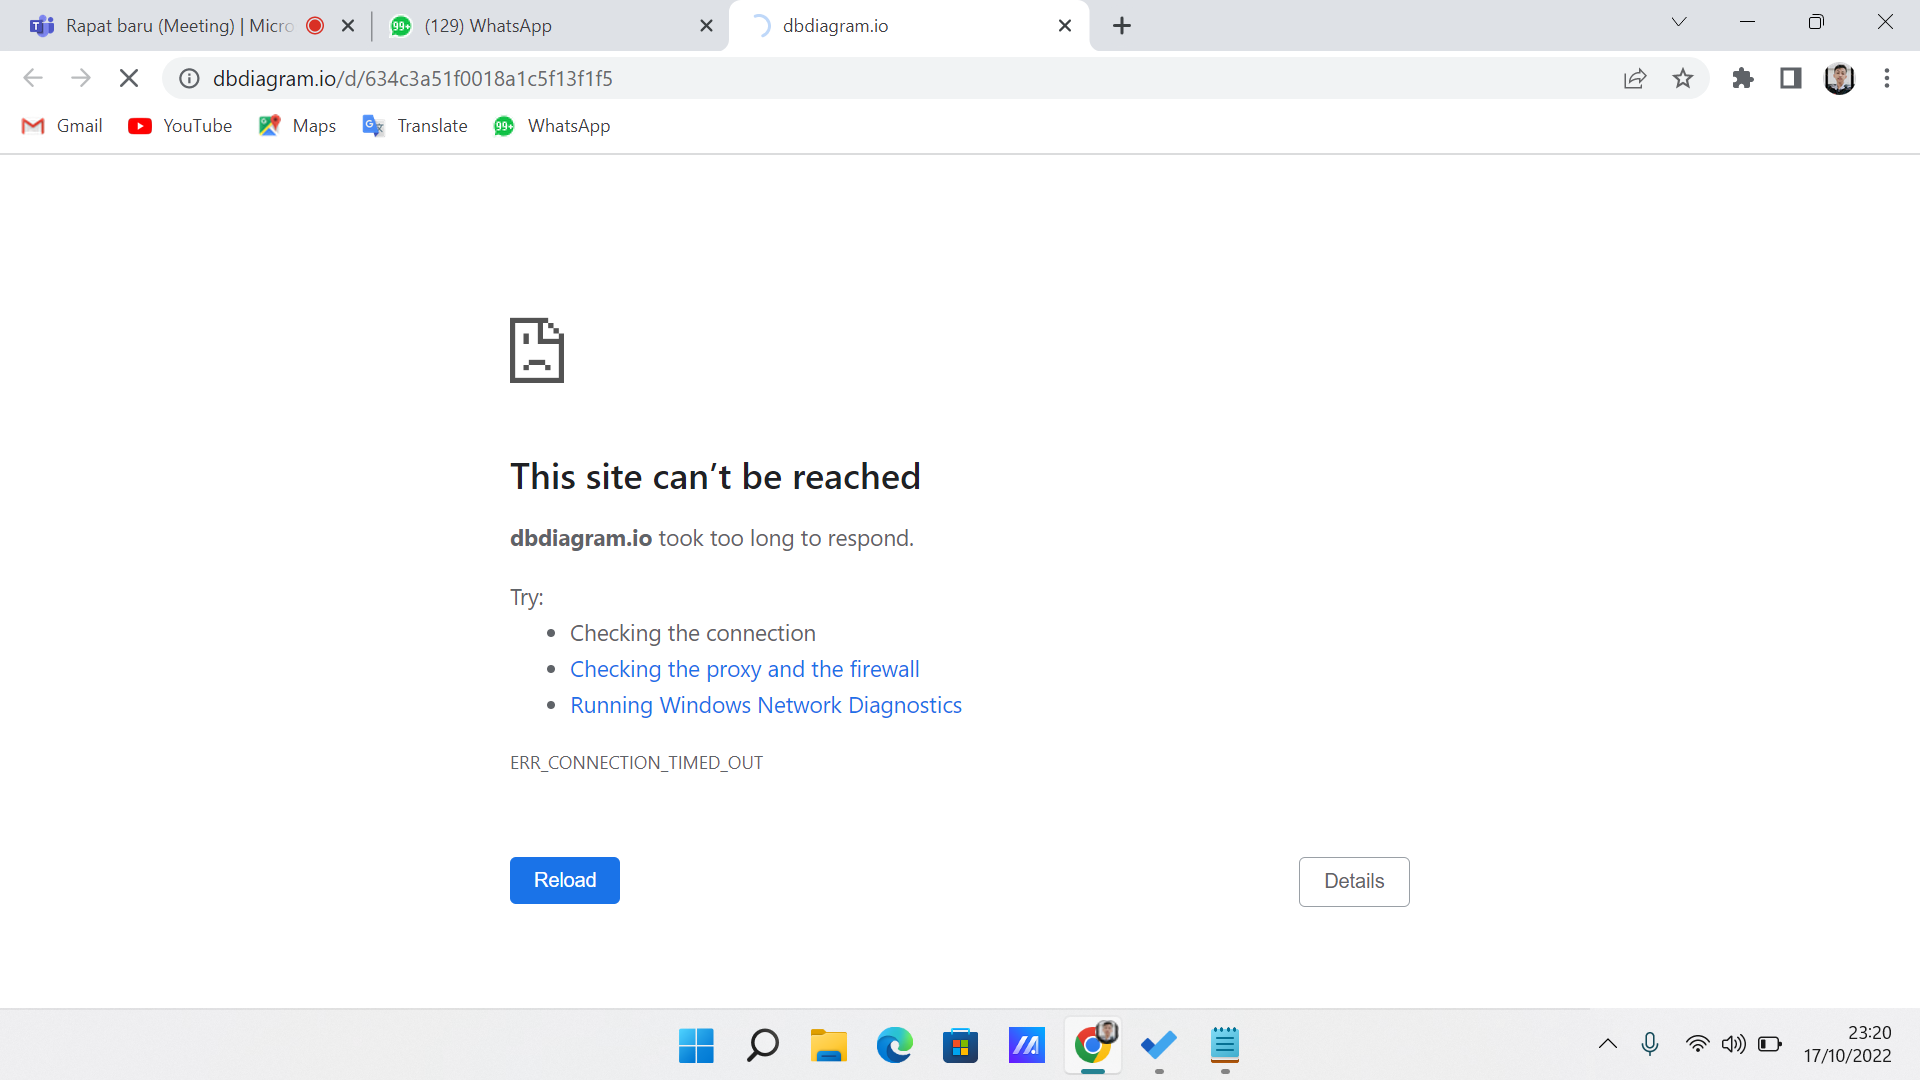 Rapat baru (Meeting) | Micro
99+
(129) WhatsApp
dbdiagram.io
dbdiagram.io/d/634c3a51f0018a1c5f13f1f5
Gmail
YouTube
Maps
Translate
99+
WhatsApp
This site can’t be reached
dbdiagram.io took too long to respond.
Try:
• Checking the connection
• Checking the proxy and the firewall
• Running Windows Network Diagnostics
ERR_CONNECTION_TIMED_OUT
Reload
Details
23:20
17/10/2022